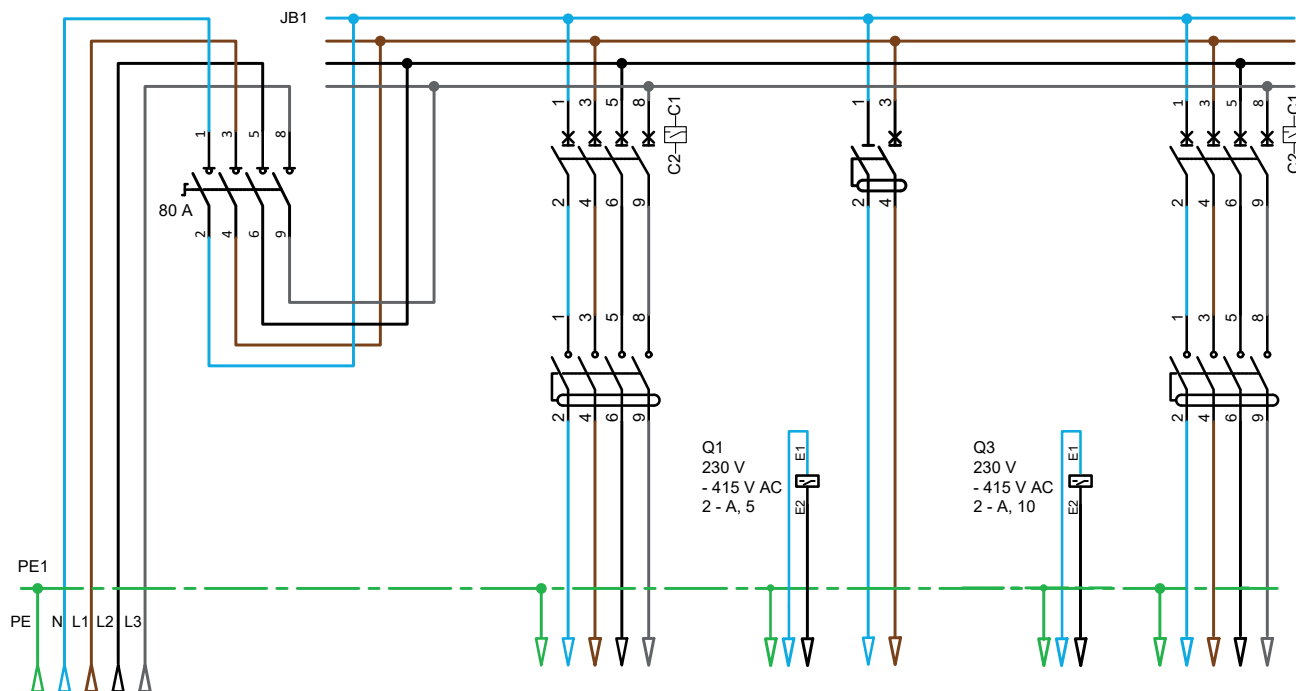 JB1
1 3 5 8
80 A
2 4 6 9
1 3 5 8
C2 C1
2 4 6 9
1 3 5 8
2 4 6 9
1 3
2 4
1 3 5 8
C2 C1
2 4 6 9
1 3 5 8
2 4 6 9
Q1
230 V
- 415 V AC
2 - A, 5
E1
E2
Q3
230 V
- 415 V AC
2 - A, 10
E1
E2
PE1
PE N L1 L2 L3